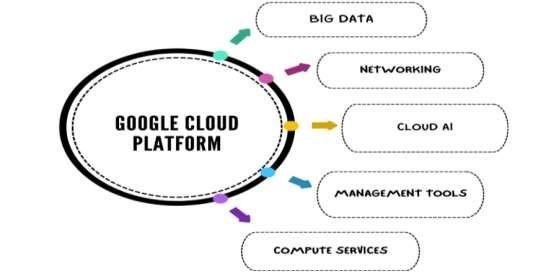 BIG DATA
NETWORKING
GOOGLE CLOUD
PLATFORM
CLOUD AI
MANAGEMENT TOOLS
COMPUTE SERVICES